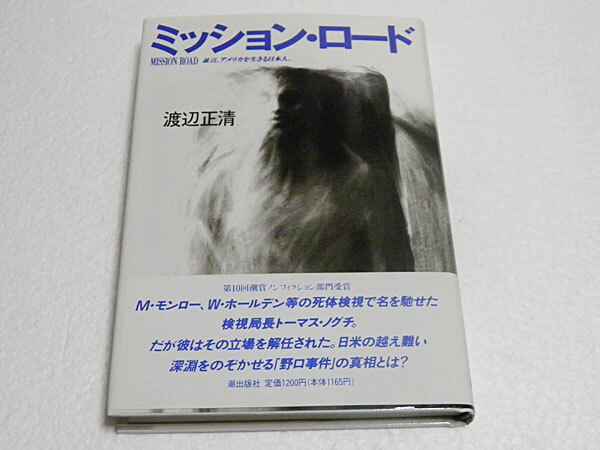 ミッション・ロード
MISSION ROAD 証言、アメリカを生きる日本人。
渡辺正清
第10回潮賞ノンフィクション部門受賞
M・モンロー、W・ホールデン等の死体検視で名を馳せた
検視局長トーマス・ノグチ。
だが彼はその立場を解任された。日米の越え難い
深淵をのぞかせる「野口事件」の真相とは?
潮出版社 定価1200円(本体1165円)